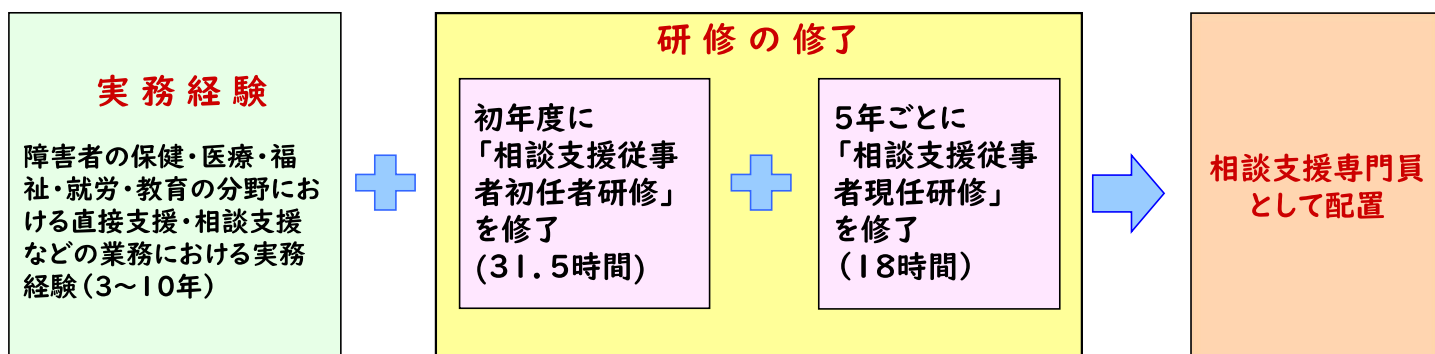 実務経験
障害者の保健・医療・福
祉・就労・教育の分野にお
ける直接支援・相談支援
などの業務における実務
経験(3～10年)
研修の修了
初年度に
「相談支援従事
者初任者研修」
を修了
(31.5時間)
5年ごとに
「相談支援従事
者現任研修」
を修了
(18時間)
相談支援専門員
として配置